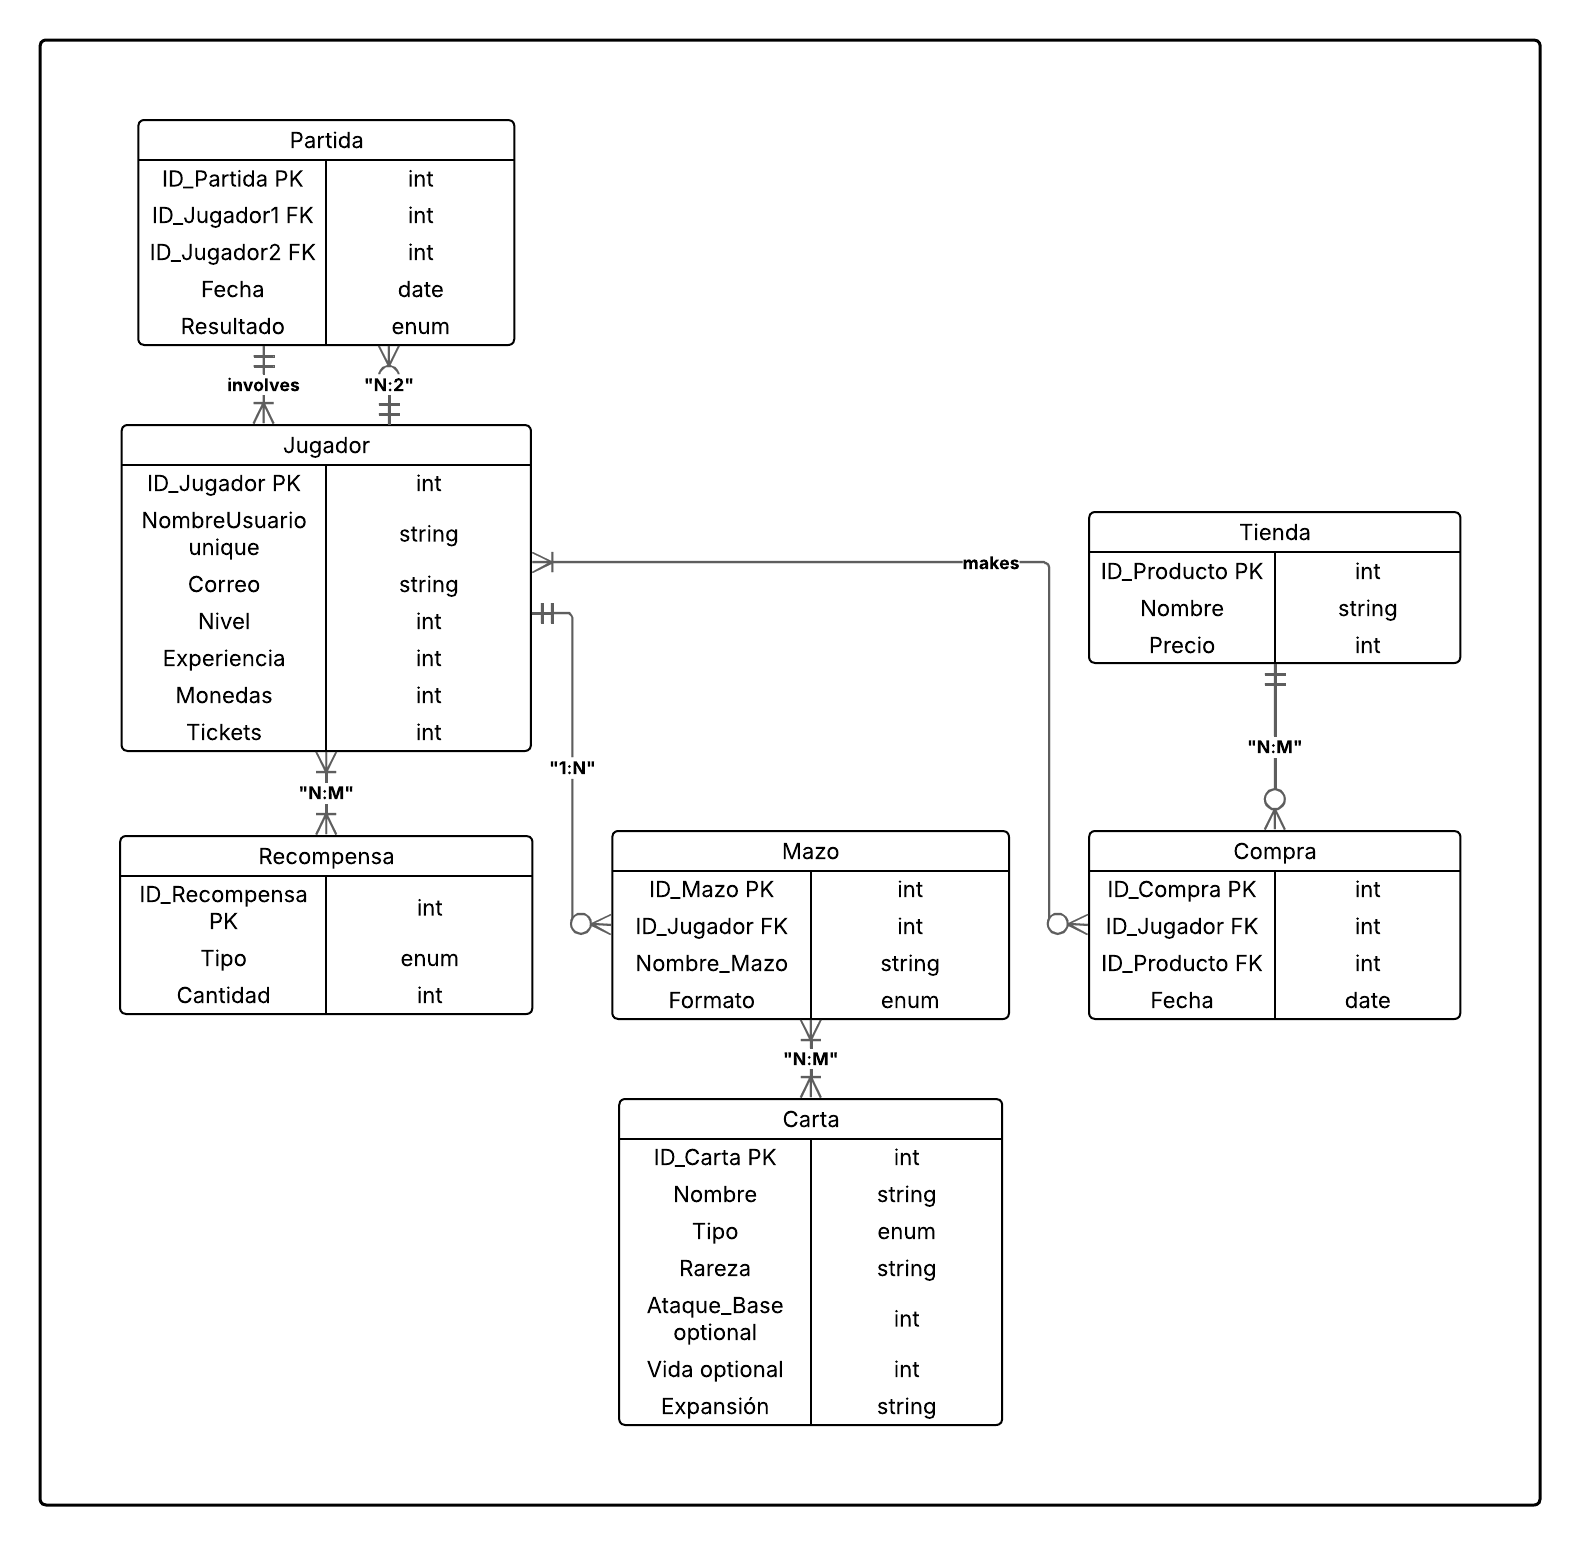 Partida
ID_Partida PK int
ID_Jugador1 FK int
ID_Jugador2 FK int
Fecha date
Resultado enum
involves "N:2"
Jugador
ID_Jugador PK int
NombreUsuario
unique string
Correo string
Nivel int
Experiencia int
Monedas int
Tickets int
makes
"1:N"
"N:M"
Tienda
ID_Producto PK int
Nombre string
Precio int
"N:M"
Recompensa
ID_Recompensa
PK int
Tipo enum
Cantidad int
Mazo
ID_Mazo PK int
ID_Jugador FK int
Nombre_Mazo string
Formato enum
"N:M"
Compra
ID_Compra PK int
ID_Jugador FK int
ID_Producto FK int
Fecha date
Carta
ID_Carta PK int
Nombre string
Tipo enum
Rareza string
Ataque_Base
optional int
Vida optional int
Expansión string